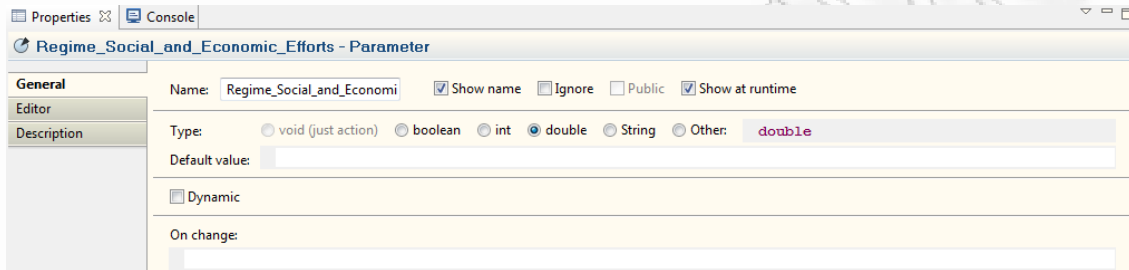 Properties Console
Regime_Social_and_Economic_Efforts - Parameter
General
Editor
Description
Name: Regime_Social_and_Economi Show name Ignore Public Show at runtime
Type: void (just action) boolean int double String Other: double
Default value:
Dynamic
On change: